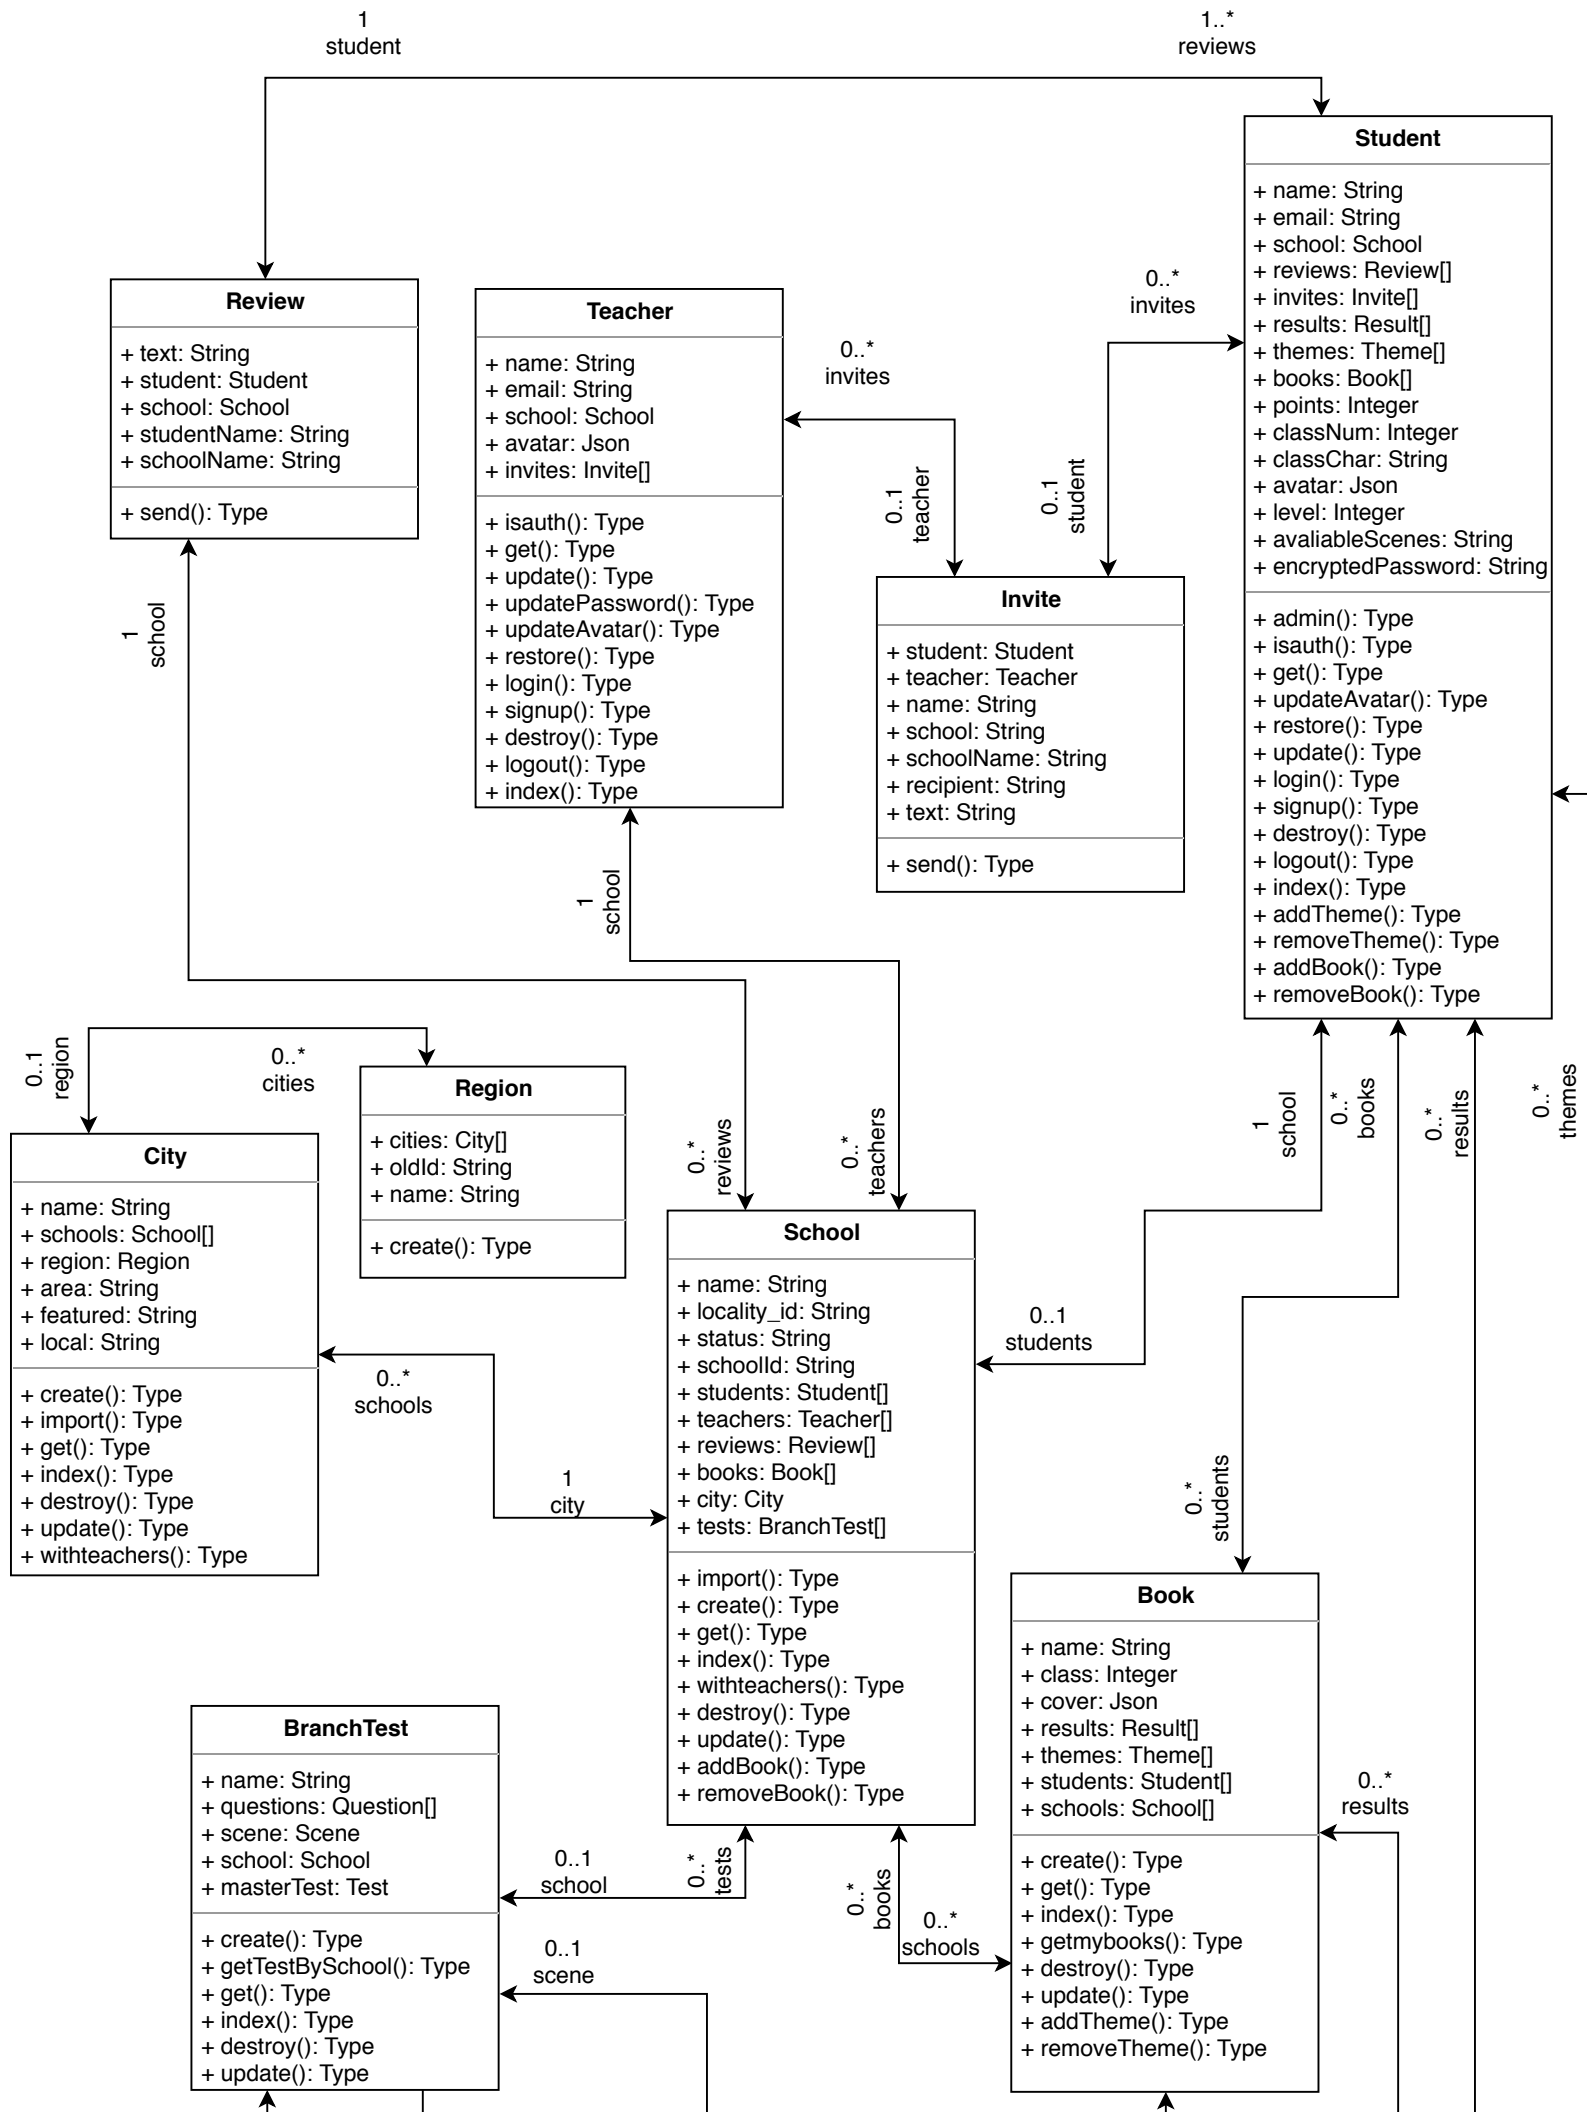 1
student
1..*
reviews
Student
+ name: String
+ email: String
+ school: School
+ reviews: Review[]
+ invites: Invite[]
+ results: Result[]
+ themes: Theme[]
+ books: Book[]
+ points: Integer
+ classNum: Integer
+ classChar: String
+ avatar: Json
+ level: Integer
+ avaliableScenes: String
+ encryptedPassword: String
+ admin(): Type
+ isauth(): Type
+ get(): Type
+ updateAvatar(): Type
+ restore(): Type
+ update(): Type
+ login(): Type
+ signup(): Type
+ destroy(): Type
+ logout(): Type
+ index(): Type
+ addTheme(): Type
+ removeTheme(): Type
+ addBook(): Type
+ removeBook(): Type
Review
+ text: String
+ student: Student
+ school: School
+ studentName: String
+ schoolName: String
+ send(): Type
Teacher
+ name: String
+ email: String
+ school: School
+ avatar: Json
+ invites: Invite[]
+ isauth(): Type
+ get(): Type
+ update(): Type
+ updatePassword(): Type
+ updateAvatar(): Type
+ restore(): Type
+ login(): Type
+ signup(): Type
+ destroy(): Type
+ logout(): Type
+ index(): Type
0..*
invites
0..*
invites
0..1
teacher
0..1
student
Invite
+ student: Student
+ teacher: Teacher
+ name: String
+ school: String
+ schoolName: String
+ recipient: String
+ text: String
+ send(): Type
1
school
1
school
0..1
region
0..*
cities
Region
+ cities: City[]
+ oldId: String
+ name: String
+ create(): Type
City
+ name: String
+ schools: School[]
+ region: Region
+ area: String
+ featured: String
+ local: String
+ create(): Type
+ import(): Type
+ get(): Type
+ index(): Type
+ destroy(): Type
+ update(): Type
+ withteachers(): Type
0..*
reviews
0..*
teachers
1
school
0..*
books
0..*
results
0..*
themes
School
+ name: String
+ locality_id: String
+ status: String
+ schoolId: String
+ students: Student[]
+ teachers: Teacher[]
+ reviews: Review[]
+ books: Book[]
+ city: City
+ tests: BranchTest[]
+ import(): Type
+ create(): Type
+ get(): Type
+ index(): Type
+ withteachers(): Type
+ destroy(): Type
+ update(): Type
+ addBook(): Type
+ removeBook(): Type
0..1
students
0..*
schools
1
city
0..*
students
Book
+ name: String
+ class: Integer
+ cover: Json
+ results: Result[]
+ themes: Theme[]
+ students: Student[]
+ schools: School[]
+ create(): Type
+ get(): Type
+ index(): Type
+ getmybooks(): Type
+ destroy(): Type
+ update(): Type
+ addTheme(): Type
+ removeTheme(): Type
0..*
results
BranchTest
+ name: String
+ questions: Question[]
+ scene: Scene
+ school: School
+ masterTest: Test
+ create(): Type
+ getTestBySchool(): Type
+ get(): Type
+ index(): Type
+ destroy(): Type
+ update(): Type
0..1
school
0..*
tests
0..*
books
0..*
schools
0..1
scene